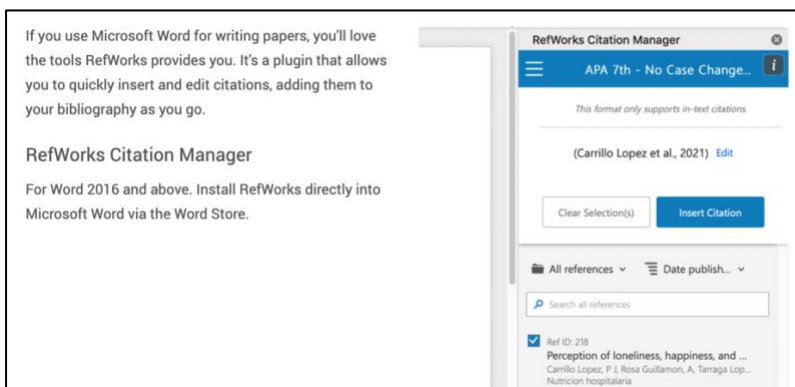 If you use Microsoft Word for writing papers, you'll love
the tools RefWorks provides you. It's a plugin that allows
you to quickly insert and edit citations, adding them to
your bibliography as you go.
RefWorks Citation Manager
For Word 2016 and above. Install RefWorks directly into
Microsoft Word via the Word Store.
RefWorks Citation Manager
APA 7th - No Case Change...
i
This format only supports in-text citations.
(Carrillo Lopez et al., 2021) Edit
Clear Selection(s) Insert Citation
All references Date publish...
Search all references
Ref ID: 218
Perception of loneliness, happiness, and ...
Carrillo Lopez, P J, Rosa Guillamon, A, Tarraga Lop...
Nutricion hospitalaria